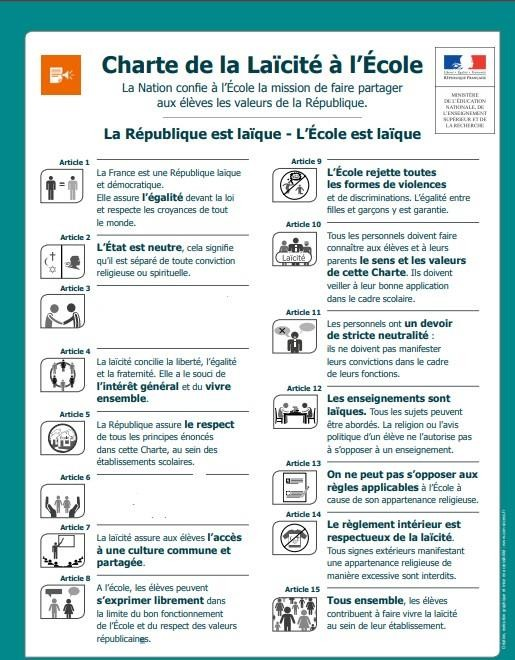 Charte de la Laïcité à l'École
La Nation confie à l'École la mission de faire partager
aux élèves les valeurs de la République.
RÉPUBLIQUE FRANÇAISE
MINISTÈRE
DE L'ÉDUCATION
NATIONALE, DE
L'ENSEIGNEMENT
SUPÉRIEUR ET DE
LA RECHERCHE
La République est laïque - L'École est laïque
Article 1
La France est une République laïque
et démocratique.
Elle assure l'égalité devant la loi
et respecte les croyances de tout
le monde.
Article 2
L'État est neutre, cela signifie
qu'il est séparé de toute conviction
religieuse ou spirituelle.
Article 3
Article 4
La laïcité concilie la liberté, l'égalité
et la fraternité. Elle a le souci de
l'intérêt général et du vivre
ensemble.
Article 5
La République assure le respect
de tous les principes énoncés
dans cette Charte, au sein des
établissements scolaires.
Article 6
Article 7
La laïcité assure aux élèves l'accès
à une culture commune et
partagée.
Article 8
A l'école, les élèves peuvent
s'exprimer librement dans
la limite du bon fonctionnement
de l'École et du respect des valeurs
républicaines.
Article 9
L'École rejette toutes
les formes de violences
et de discriminations. L'égalité entre
filles et garçons y est garantie.
Article 10
Laïcité
Tous les personnels doivent faire
connaître aux élèves et à leurs
parents le sens et les valeurs
de cette Charte. Ils doivent
veiller à leur bonne application
dans le cadre scolaire.
Article 11
Les personnels ont un devoir
de stricte neutralité :
ils ne doivent pas manifester
leurs convictions dans le cadre
de leurs fonctions.
Article 12
Les enseignements sont
laïques. Tous les sujets peuvent
être abordés. La religion ou l'avis
politique d'un élève ne l'autorise pas
à s'opposer à un enseignement.
Article 13
On ne peut pas s'opposer aux
règles applicables à l'École à
cause de son appartenance religieuse.
Article 14
Le règlement intérieur est
respectueux de la laïcité.
Tous signes extérieurs manifestant
une appartenance religieuse de
manière excessive sont interdits.
Article 15
Tous ensemble, les élèves
contribuent à faire vivre la laïcité
au sein de leur établissement.